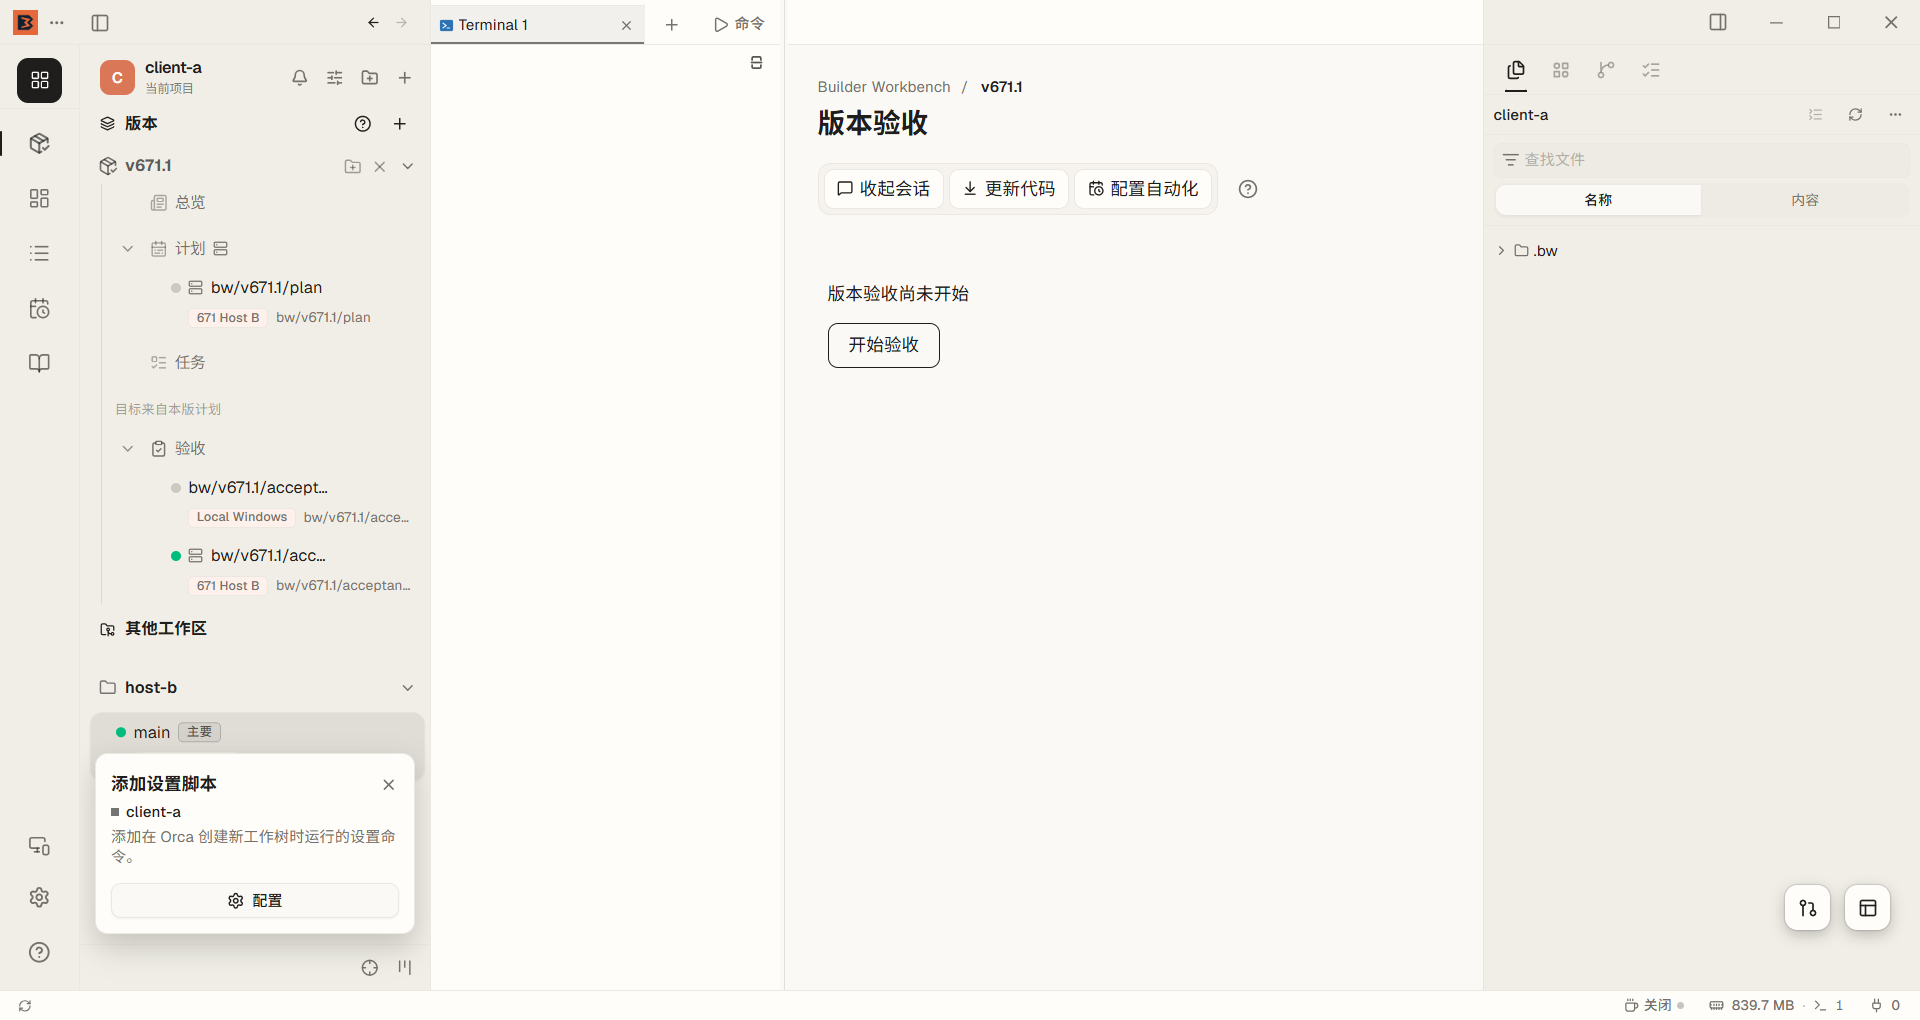 client-a
当前项目
版本
v671.1
总览
计划
bw/v671.1/plan
671 Host B bw/v671.1/plan
任务
目标来自本版计划
验收
bw/v671.1/accept...
Local Windows bw/v671.1/acce...
bw/v671.1/acc...
671 Host B bw/v671.1/acceptan...
其他工作区
host-b
main 主要
添加设置脚本
client-a
添加在 Orca 创建新工作树时运行的设置命
令。
配置
Terminal 1
命令
Builder Workbench / v671.1
版本验收
收起会话 更新代码 配置自动化
版本验收尚未开始
开始验收
client-a
查找文件
名称 内容
.bw
关闭 839.7 MB · 1 0